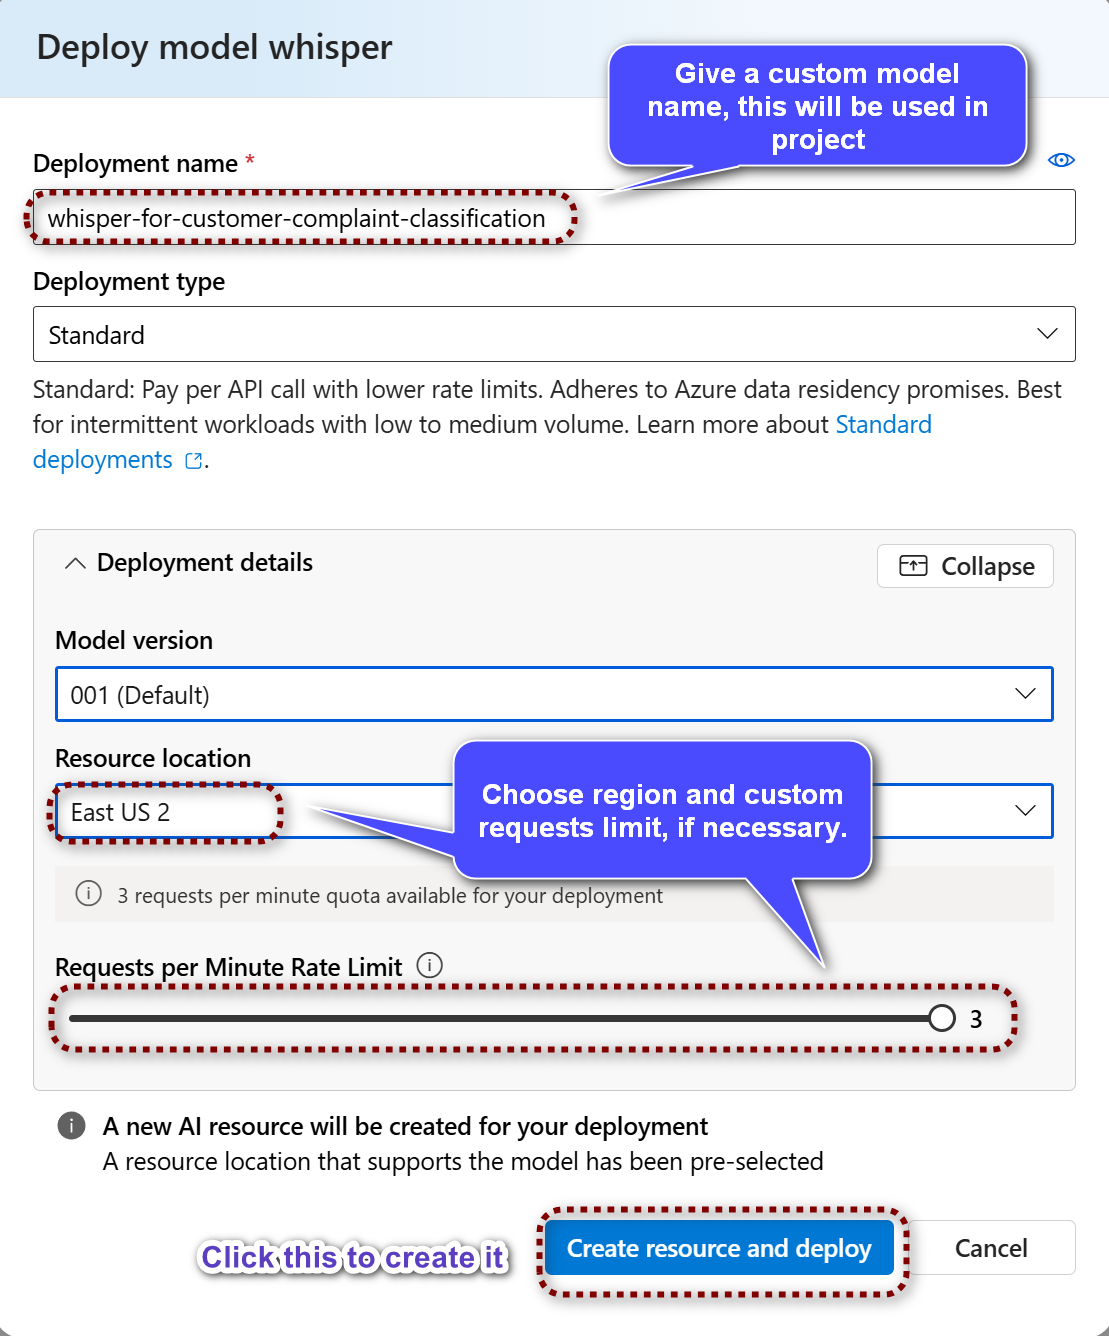 Deploy model whisper
Give a custom model
name, this will be used in
project
Deployment name *
whisper-for-customer-complaint-classification
Deployment type
Standard
Standard: Pay per API call with lower rate limits. Adheres to Azure data residency promises. Best
for intermittent workloads with low to medium volume. Learn more about Standard
deployments .
Deployment details
Collapse
Model version
001 (Default)
Resource location
East US 2
Choose region and custom
requests limit, if necessary.
3 requests per minute quota available for your deployment
Requests per Minute Rate Limit
3
A new AI resource will be created for your deployment
A resource location that supports the model has been pre-selected
Click this to create it
Create resource and deploy
Cancel